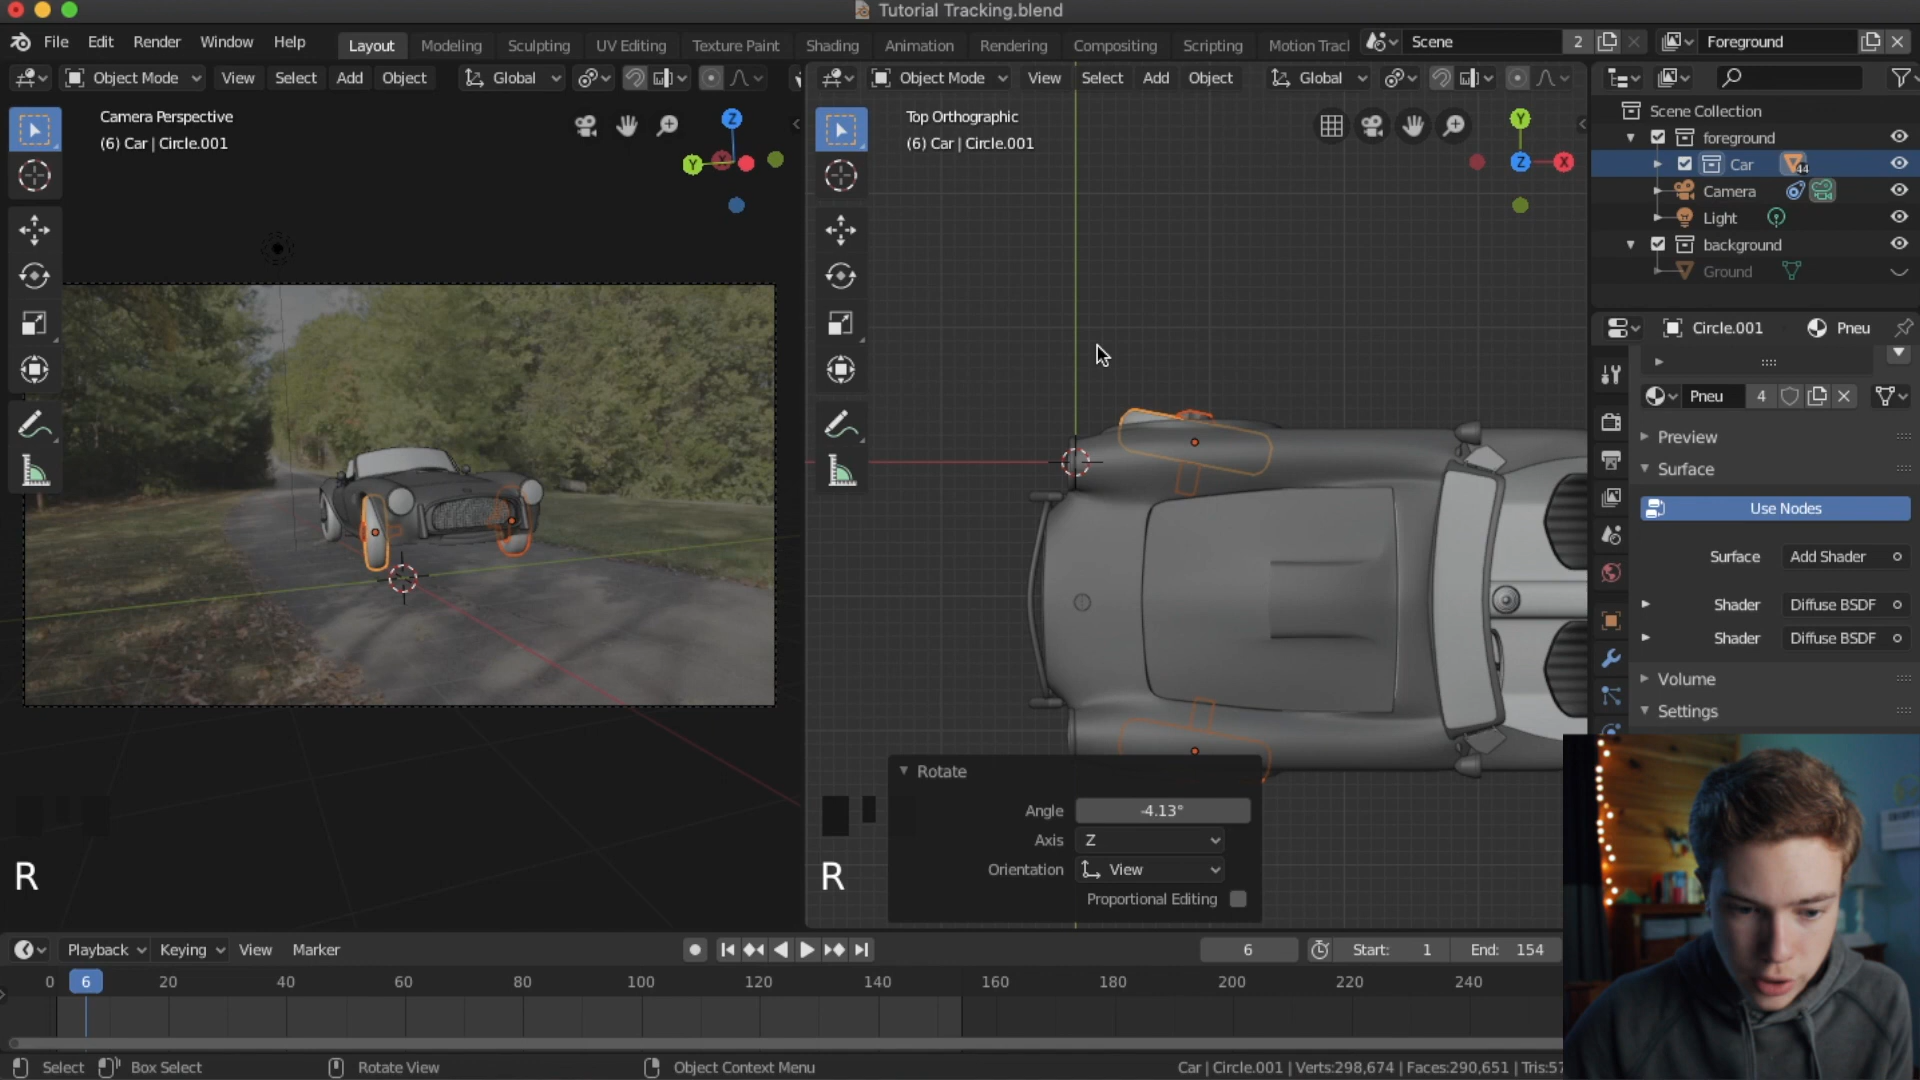 Tutorial Tracking.blend
File Edit Render Window Help Layout Modeling Sculpting UV Editing Texture Paint Shading Animation Rendering Compositing Scripting Motion Tracl Scene 2 Foreground
Object Mode View Select Add Object Global Object Mode View Select Add Object Global
Camera Perspective
(6) Car | Circle.001
Z
Y
Y
Top Orthographic
(6) Car | Circle.001
Y
Z
X
Scene Collection
foreground
Car 44
Camera
Light
background
Ground
Circle.001 Pneu
Pneu 4
Preview
Surface
Use Nodes
Surface Add Shader
Shader Diffuse BSDF
Shader Diffuse BSDF
Volume
Settings
Rotate
Angle -4.13°
Axis Z
Orientation View
Proportional Editing
R
R
Playback Keying View Marker 6 Start: 1 End: 154
0 6 20 40 60 80 100 120 140 160 180 200 220 240
Select Box Select Rotate View Object Context Menu Car | Circle.001 | Verts:298,674 | Faces:290,651 | Tris:57